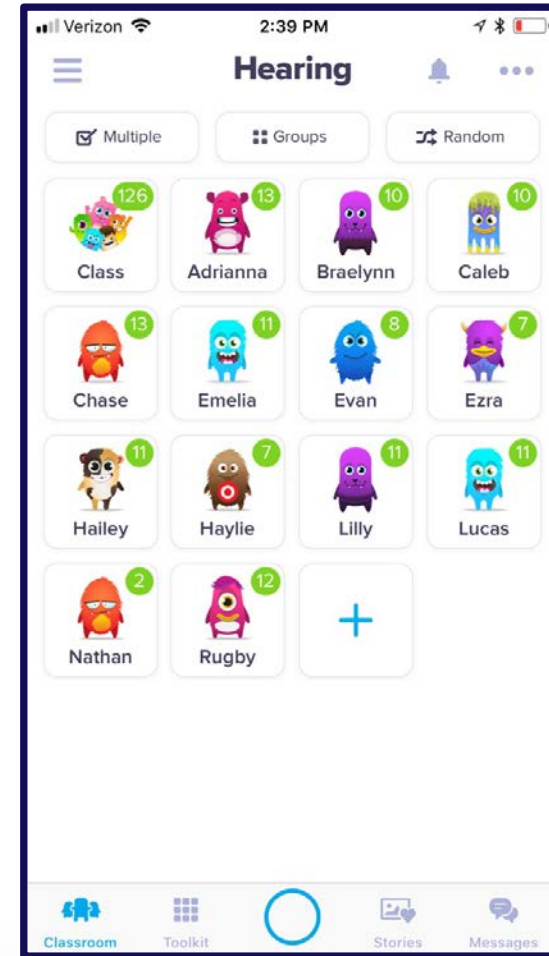 Verizon 2:39 PM
Hearing
Multiple Groups Random
126 13 10 10
Class Adrianna Braelynn Caleb
13 11 8 7
Chase Emelia Evan Ezra
11 7 11 11
Hailey Haylie Lilly Lucas
2 12
Nathan Rugby
Classroom Toolkit Stories Messages